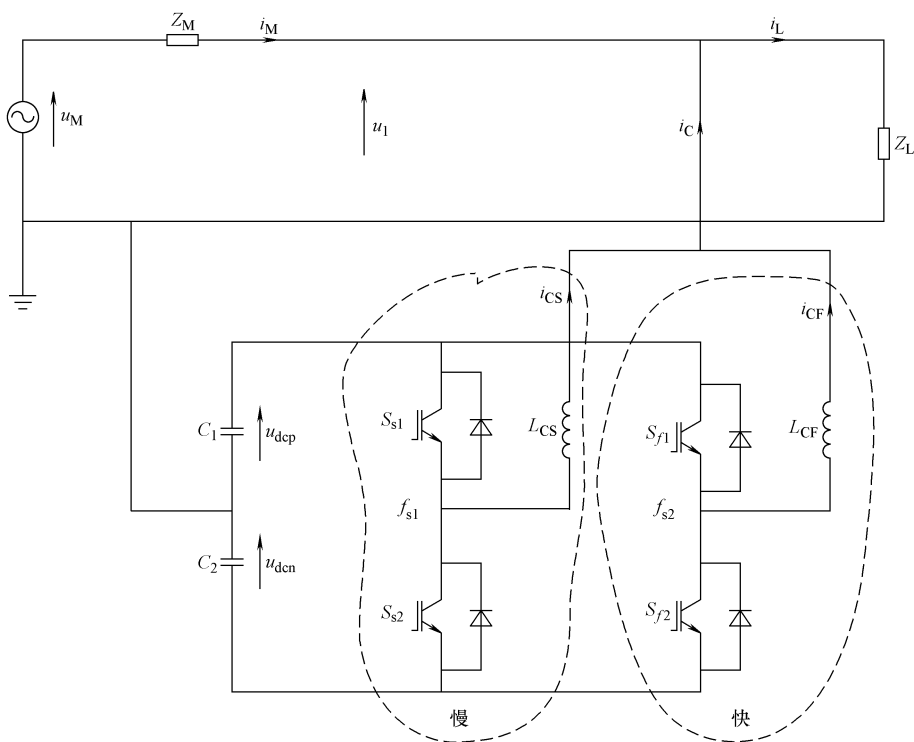 Z_M
i_M
i_L
u_M
u_1
i_C
Z_L
i_CS
i_CF
C_1
u_dcp
S_s1
L_CS
S_f1
L_CF
f_s1
f_s2
C_2
u_dcn
S_s2
S_f2
慢
快